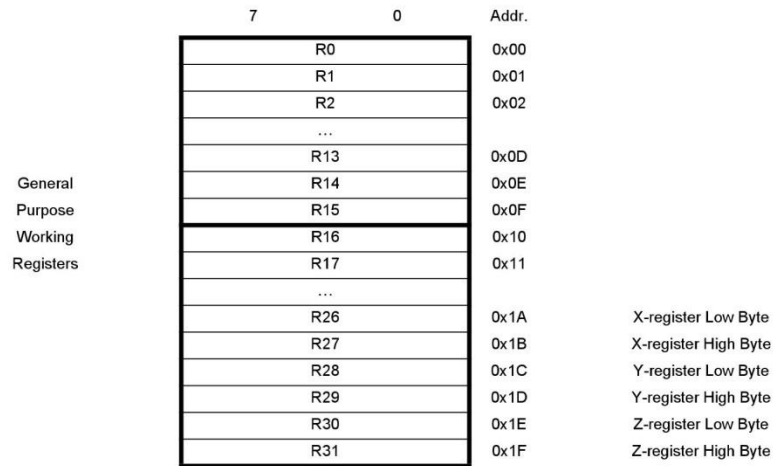 7 0 Addr.
R0 0x00
R1 0x01
R2 0x02
...
R13 0x0D
General R14 0x0E
Purpose R15 0x0F
Working R16 0x10
Registers R17 0x11
...
R26 0x1A X-register Low Byte
R27 0x1B X-register High Byte
R28 0x1C Y-register Low Byte
R29 0x1D Y-register High Byte
R30 0x1E Z-register Low Byte
R31 0x1F Z-register High Byte